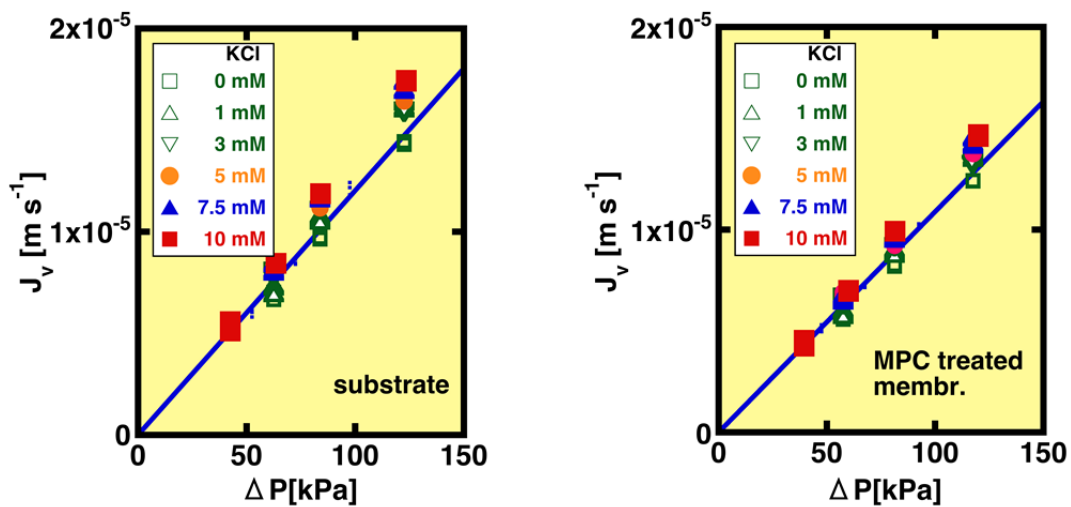 2x10⁻⁵
1x10⁻⁵
0
Jᵥ [m s⁻¹]
KCl
0 mM
1 mM
3 mM
5 mM
7.5 mM
10 mM
substrate
0 50 100 150
Δ P[kPa]
2x10⁻⁵
1x10⁻⁵
0
Jᵥ [m s⁻¹]
KCl
0 mM
1 mM
3 mM
5 mM
7.5 mM
10 mM
MPC treated
membr.
0 50 100 150
Δ P[kPa]